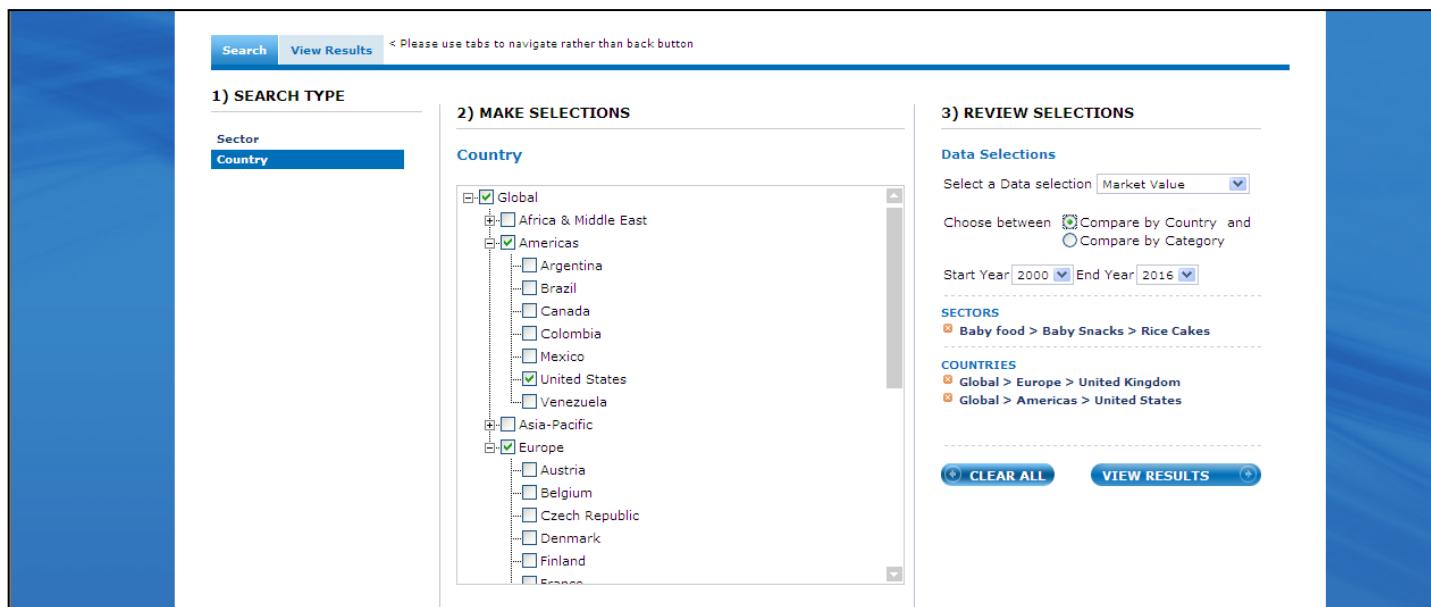 Search View Results < Please use tabs to navigate rather than back button
1) SEARCH TYPE
Sector
Country
2) MAKE SELECTIONS
Country
Global
Africa & Middle East
Americas
Argentina
Brazil
Canada
Colombia
Mexico
United States
Venezuela
Asia-Pacific
Europe
Austria
Belgium
Czech Republic
Denmark
Finland
France
3) REVIEW SELECTIONS
Data Selections
Select a Data selection Market Value
Choose between Compare by Country and
Compare by Category
Start Year 2000 End Year 2016
SECTORS
Baby food > Baby Snacks > Rice Cakes
COUNTRIES
Global > Europe > United Kingdom
Global > Americas > United States
CLEAR ALL VIEW RESULTS